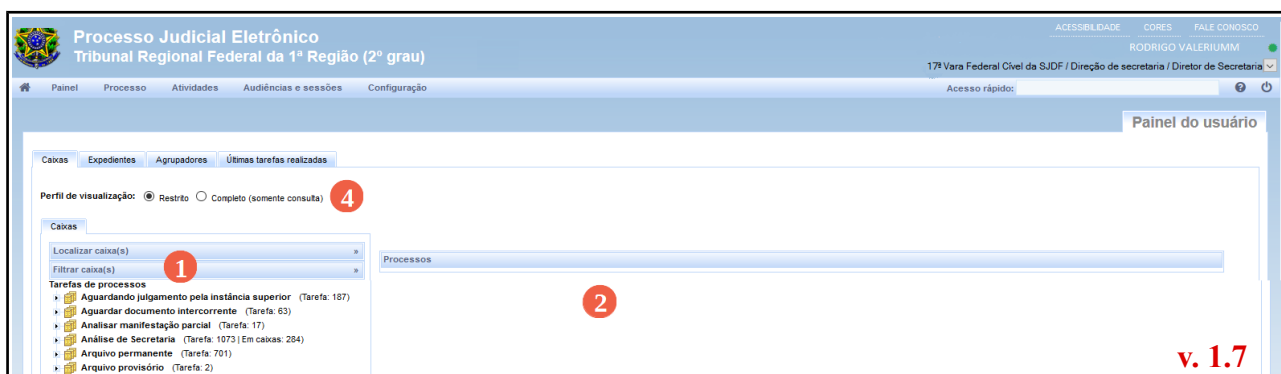 ACESSIBILIDADE CORES FALE CONOSCO
Processo Judicial Eletrônico
Tribunal Regional Federal da 1ª Região (2º grau)
RODRIGO VALERIUMM
17ª Vara Federal Cível da SJDF / Direção de secretaria / Diretor de Secretaria
Painel Processo Atividades Audiências e sessões Configuração Acesso rápido:
Painel do usuário
Caixas Expedientes Agrupadores Últimas tarefas realizadas
Perfil de visualização: Restrito Completo (somente consulta) 4
Caixas
Localizar caixa(s) »
Processos
Filtrar caixa(s) » 1
Tarefas de processos
Aguardando julgamento pela instância superior (Tarefa: 187)
2
Aguardar documento intercorrente (Tarefa: 63)
Analisar manifestação parcial (Tarefa: 17)
Análise de Secretaria (Tarefa: 1073 | Em caixas: 284)
Arquivo permanente (Tarefa: 701)
Arquivo provisório (Tarefa: 2)
v. 1.7